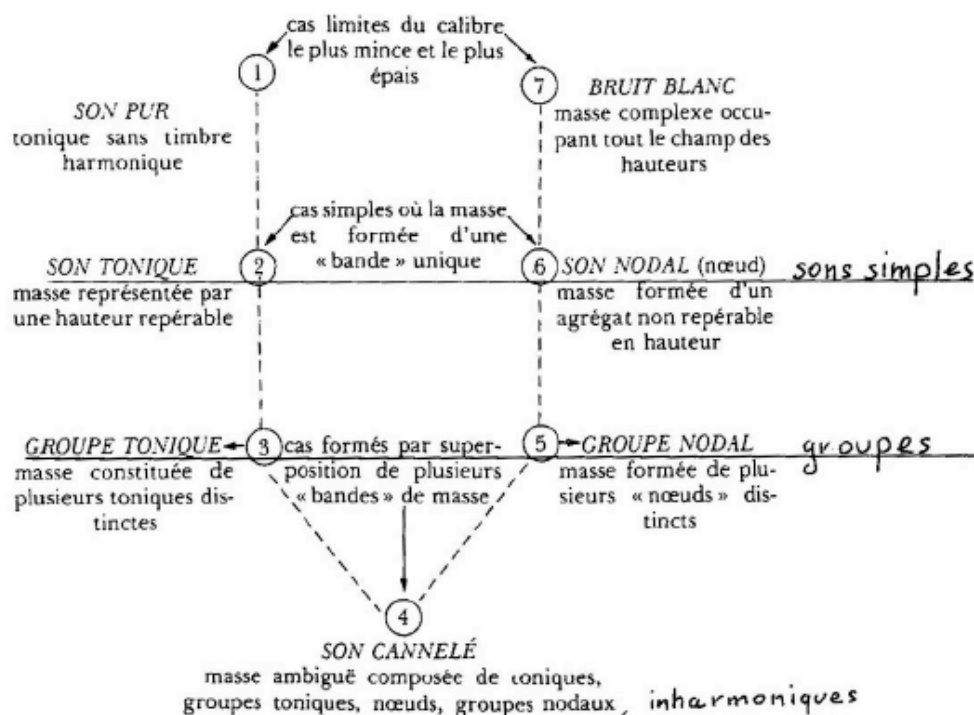 cas limites du calibre
le plus mince et le plus
épais
1
7
SON PUR
tonique sans timbre
harmonique
BRUIT BLANC
masse complexe occu-
pant tout le champ des
hauteurs
cas simples où la masse
est formée d'une
« bande » unique
2
6
SON TONIQUE
masse représentée par
une hauteur repérable
SON NODAL (nœud)
masse formée d'un
agrégat non repérable
en hauteur
sons simples
GROUPE TONIQUE
masse constituée de
plusieurs toniques dis-
tinctes
3
cas formés par super-
position de plusieurs
« bandes » de masse
5
GROUPE NODAL
masse formée de plu-
sieurs « nœuds » dis-
tincts
groupes
4
SON CANNELÉ
masse ambiguë composée de toniques,
groupes toniques, nœuds, groupes nodaux, inharmoniques